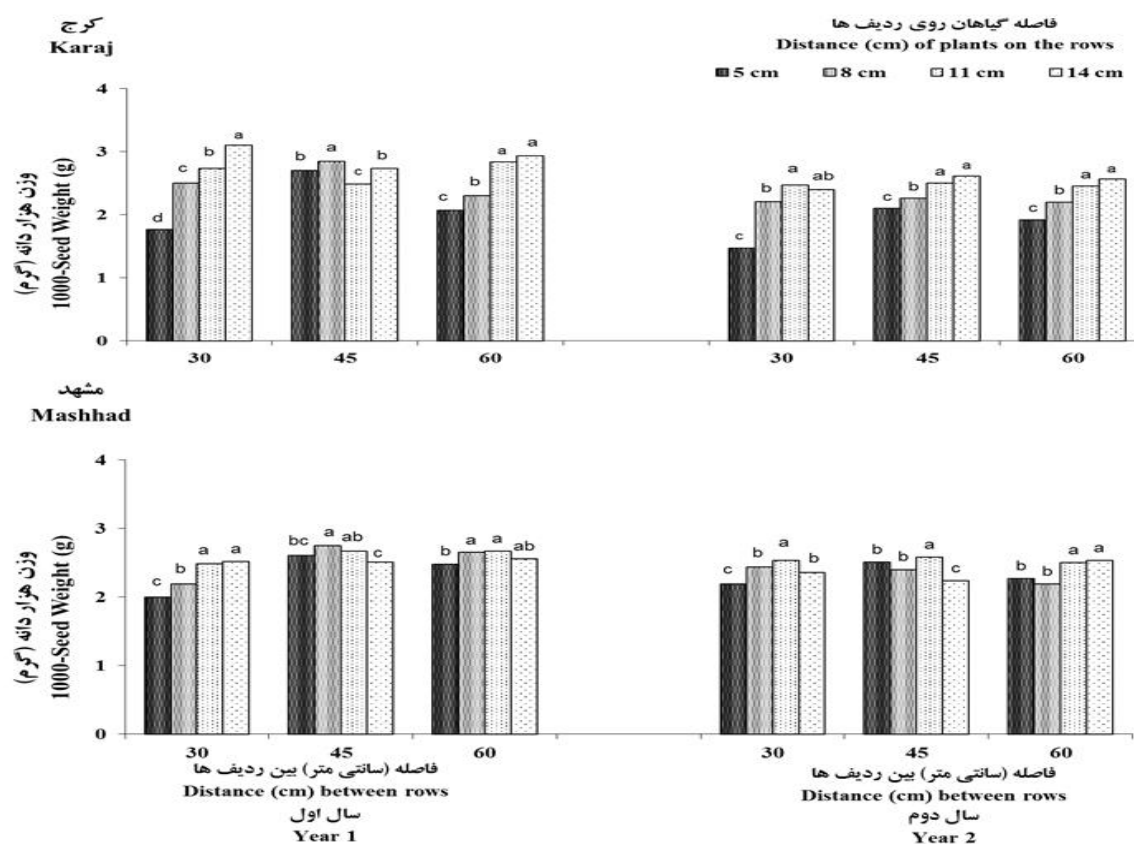 کرج
Karaj
فاصله گیاهان روی ردیف ها
Distance (cm) of plants on the rows
5 cm 8 cm 11 cm 14 cm
وزن هزار دانه (گرم)
1000-Seed Weight (g)
4
3
2
1
0
d c b a b a c b c b a a
c b a ab c b a a c b a a
30 45 60 30 45 60
مشهد
Mashhad
وزن هزار دانه (گرم)
1000-Seed Weight (g)
4
3
2
1
0
c b a a bc a ab c b a a ab
c b a b b b a c b b a a
30 45 60 30 45 60
فاصله (سانتی متر) بین ردیف ها
Distance (cm) between rows
سال اول
Year 1
فاصله (سانتی متر) بین ردیف ها
Distance (cm) between rows
سال دوم
Year 2